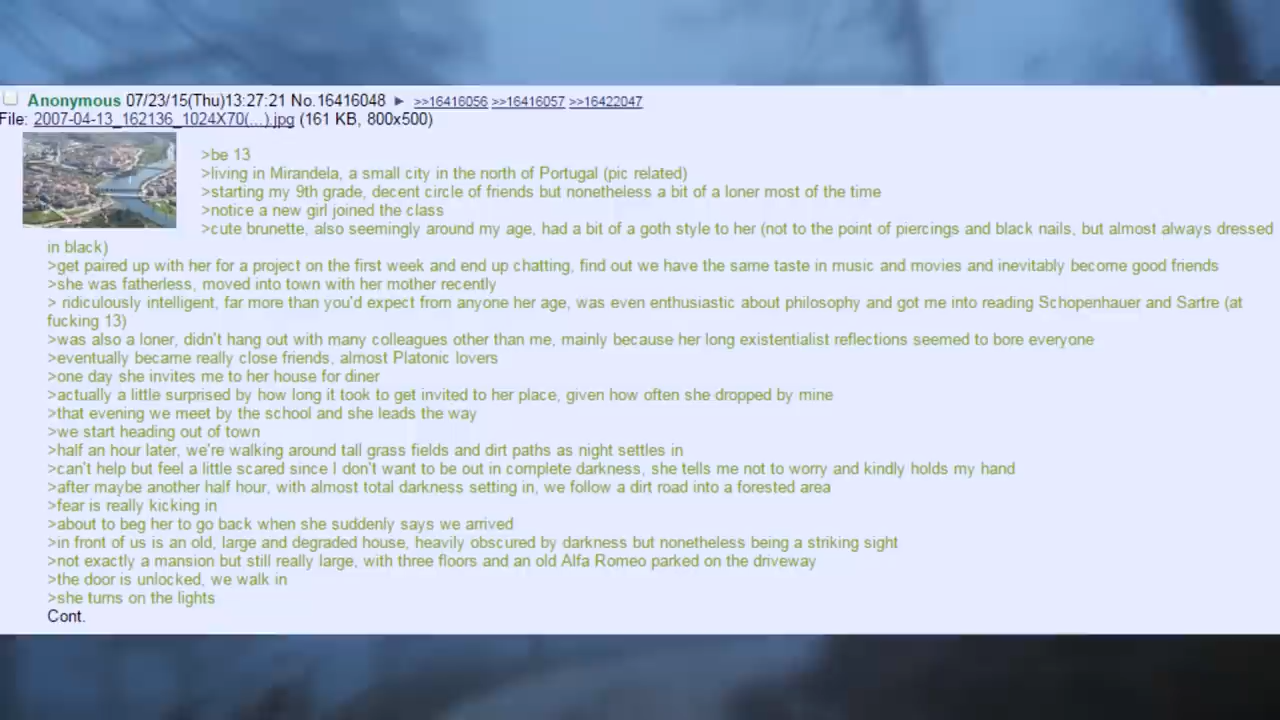 Anonymous 07/23/15(Thu)13:27:21 No.16416048 ► >>16416056 >>16416057 >>16422047
File: 2007-04-13_162136_1024X70(...).jpg (161 KB, 800x500)
>be 13
>living in Mirandela, a small city in the north of Portugal (pic related)
>starting my 9th grade, decent circle of friends but nonetheless a bit of a loner most of the time
>notice a new girl joined the class
>cute brunette, also seemingly around my age, had a bit of a goth style to her (not to the point of piercings and black nails, but almost always dressed
in black)
>get paired up with her for a project on the first week and end up chatting, find out we have the same taste in music and movies and inevitably become good friends
>she was fatherless, moved into town with her mother recently
> ridiculously intelligent, far more than you'd expect from anyone her age, was even enthusiastic about philosophy and got me into reading Schopenhauer and Sartre (at
fucking 13)
>was also a loner, didn't hang out with many colleagues other than me, mainly because her long existentialist reflections seemed to bore everyone
>eventually became really close friends, almost Platonic lovers
>one day she invites me to her house for diner
>actually a little surprised by how long it took to get invited to her place, given how often she dropped by mine
>that evening we meet by the school and she leads the way
>we start heading out of town
>half an hour later, we're walking around tall grass fields and dirt paths as night settles in
>can't help but feel a little scared since I don't want to be out in complete darkness, she tells me not to worry and kindly holds my hand
>after maybe another half hour, with almost total darkness setting in, we follow a dirt road into a forested area
>fear is really kicking in
>about to beg her to go back when she suddenly says we arrived
>in front of us is an old, large and degraded house, heavily obscured by darkness but nonetheless being a striking sight
>not exactly a mansion but still really large, with three floors and an old Alfa Romeo parked on the driveway
>the door is unlocked, we walk in
>she turns on the lights
Cont.